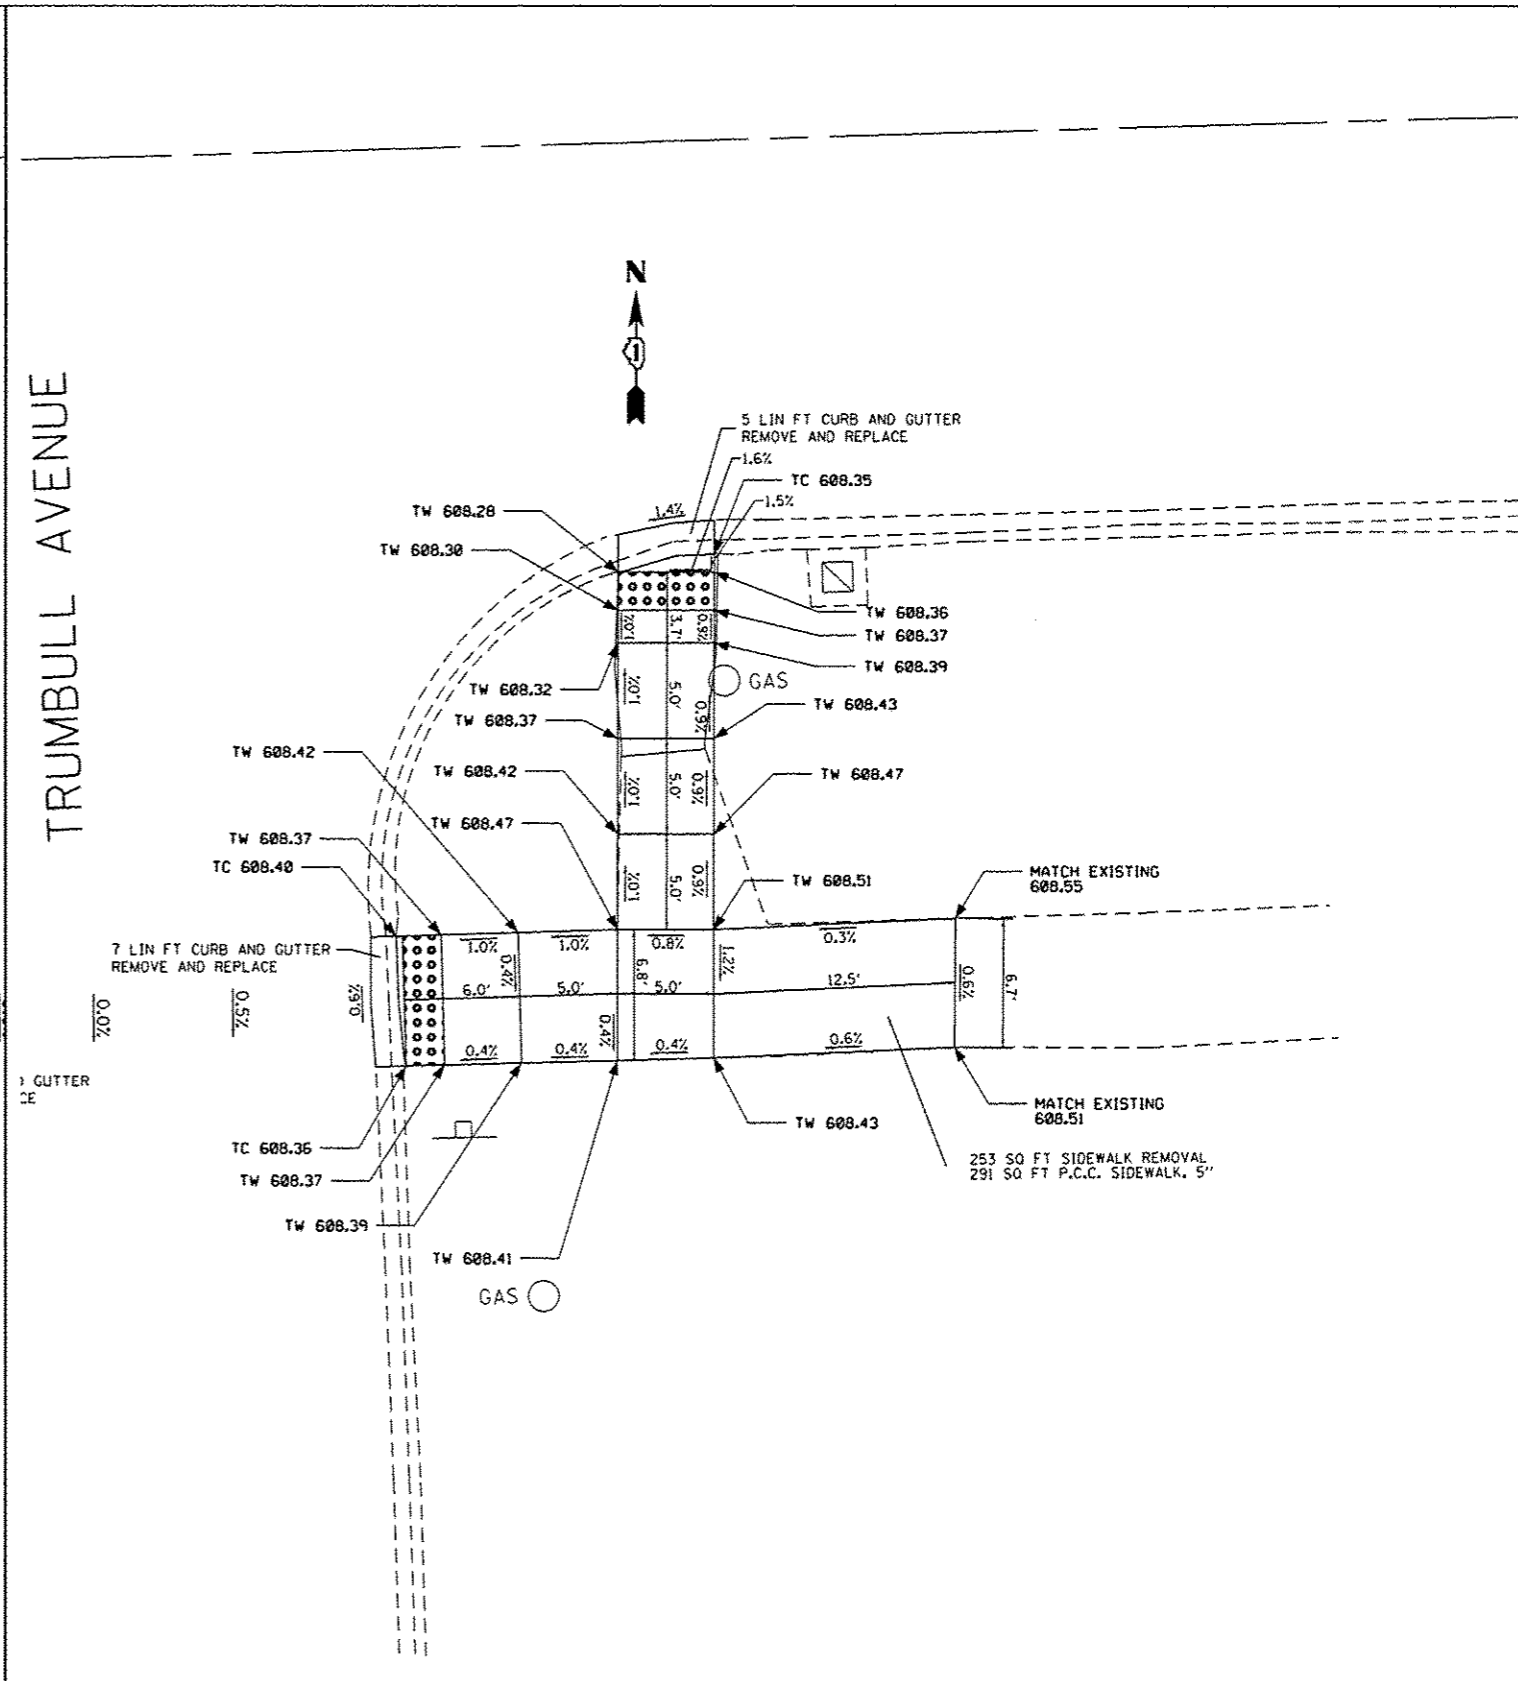 N
1
TRUMBULL AVENUE
5 LIN FT CURB AND GUTTER
REMOVE AND REPLACE
1.6%
TC 608.35
1.5%
1.4%
TW 608.28
TW 608.30
TW 608.36
TW 608.37
TW 608.39
1.0%
3.7'
0.9%
TW 608.32
1.0%
5.0'
0.9%
GAS
TW 608.37
TW 608.43
TW 608.42
TW 608.42
1.0%
5.0'
0.9%
TW 608.47
TW 608.47
TW 608.37
TC 608.40
1.0%
5.0'
0.9%
TW 608.51
MATCH EXISTING
608.55
7 LIN FT CURB AND GUTTER
REMOVE AND REPLACE
1.0%
1.0%
0.8%
0.3%
0.4%
6.8'
1.2%
0.6%
6.7'
6.0'
5.0'
5.0'
12.5'
0.0%
0.5%
0.6%
0.4%
0.4%
0.4%
0.4%
0.6%
GUTTER
CE
TC 608.36
TW 608.37
TW 608.39
TW 608.41
TW 608.43
MATCH EXISTING
608.51
253 SQ FT SIDEWALK REMOVAL
291 SQ FT P.C.C. SIDEWALK, 5"
GAS